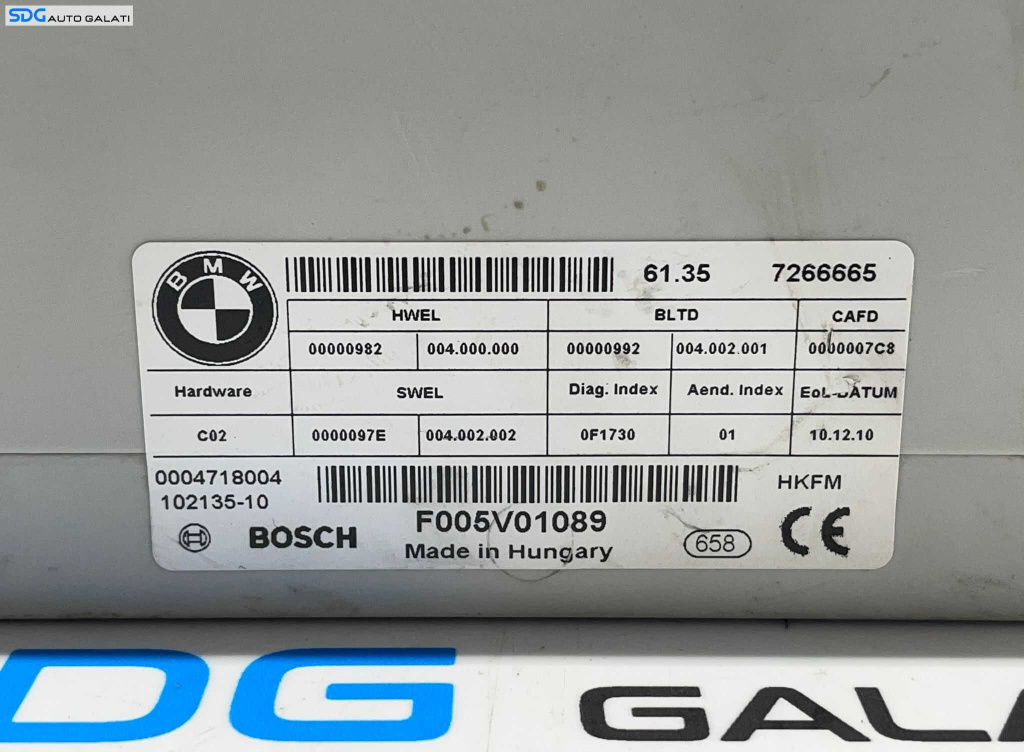 SDG AUTO GALATI
BMW
61.35 7266665
HWEL BLTD CAFD
00000982 004.000.000 00000992 004.002.001 0000007C8
Hardware SWEL Diag. Index Aend. Index EoL-DATUM
C02 0000097E 004.002.002 0F1730 01 10.12.10
0004718004
102135-10
HKFM
F005V01089
BOSCH
Made in Hungary
658
CE
DG GALA